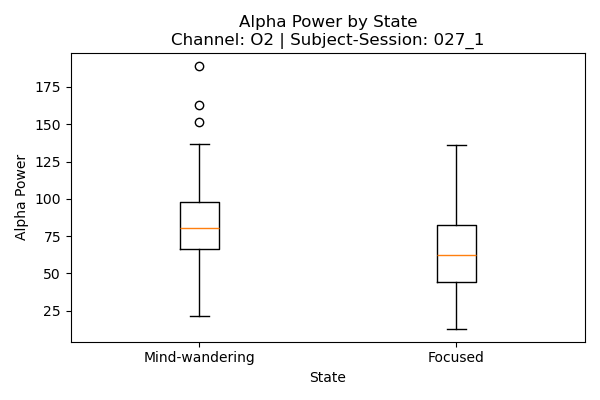 Alpha Power by State
Channel: O2 | Subject-Session: 027_1
175
150
125
100
75
50
25
Alpha Power
Mind-wandering
Focused
State